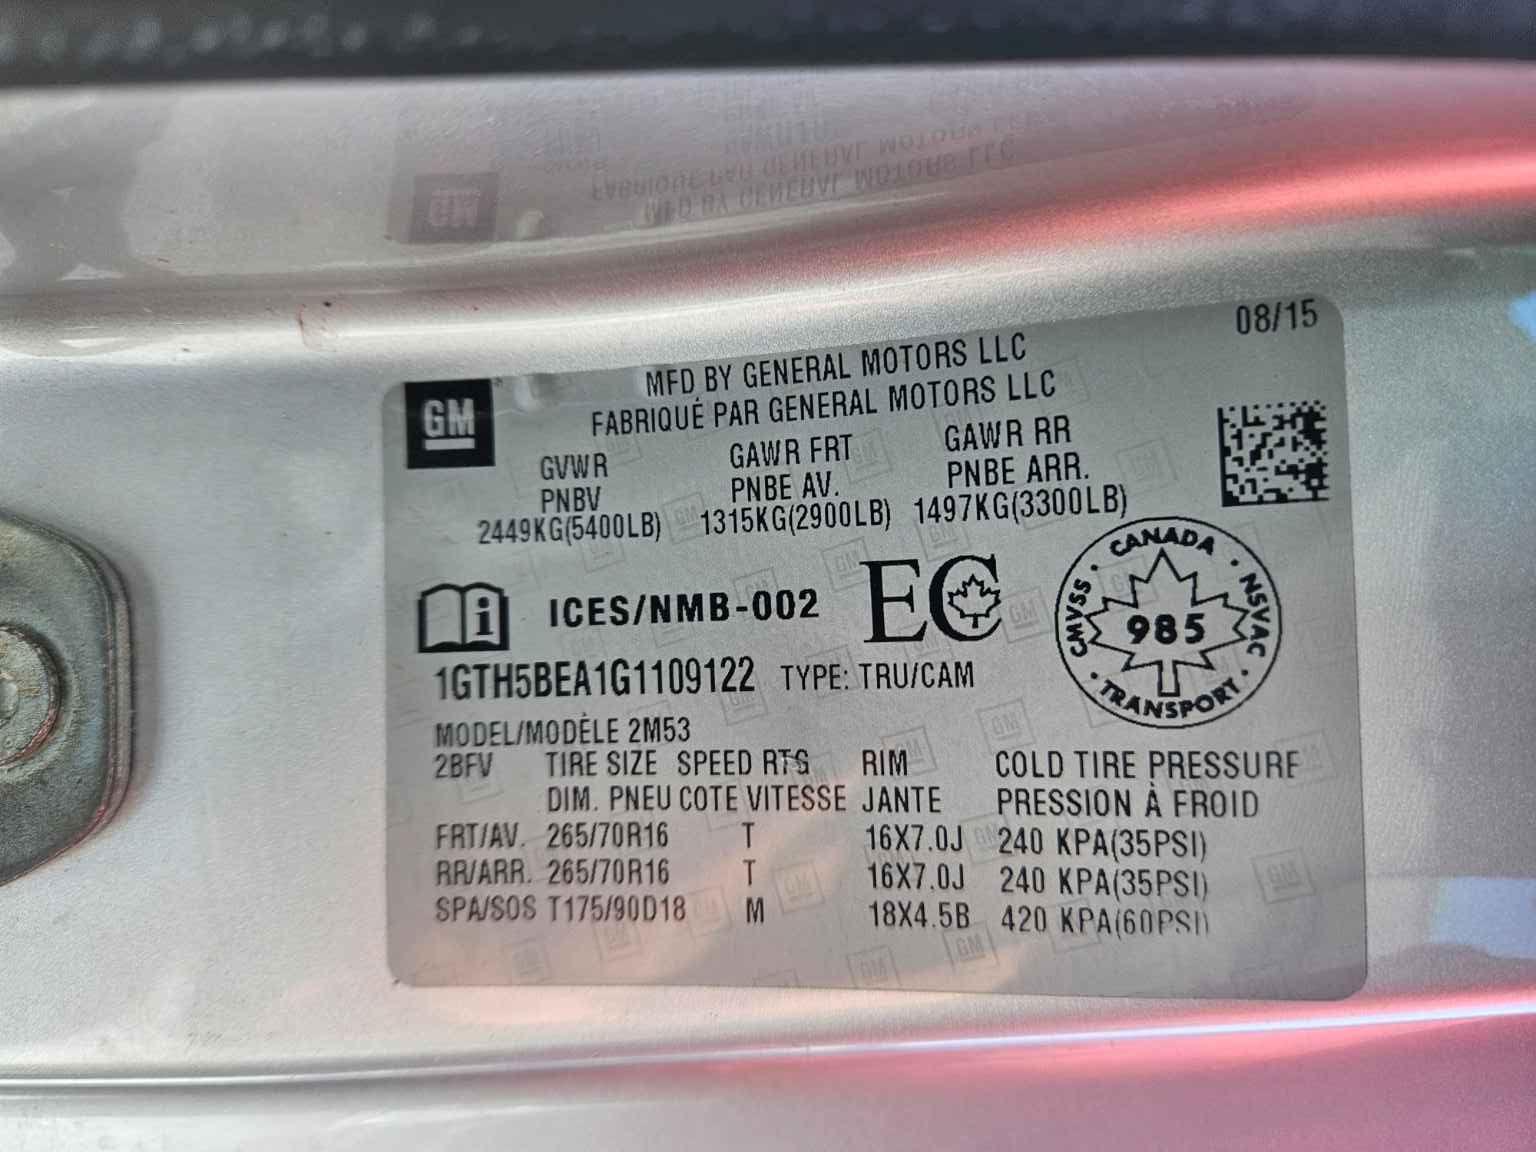 08/15
GM
MFD BY GENERAL MOTORS LLC
FABRIQUÉ PAR GENERAL MOTORS LLC
GVWR GAWR FRT GAWR RR
PNBV PNBE AV. PNBE ARR.
2449KG(5400LB) 1315KG(2900LB) 1497KG(3300LB)
i ICES/NMB-002 EC
CANADA
CMVSS · 985 · NSVAC
· TRANSPORT ·
1GTH5BEA1G1109122 TYPE: TRU/CAM
MODEL/MODÈLE 2M53
2BFV TIRE SIZE SPEED RTG RIM COLD TIRE PRESSURE
DIM. PNEU COTE VITESSE JANTE PRESSION À FROID
FRT/AV. 265/70R16 T 16X7.0J 240 KPA(35PSI)
RR/ARR. 265/70R16 T 16X7.0J 240 KPA(35PSI)
SPA/SOS T175/90D18 M 18X4.5B 420 KPA(60PSI)